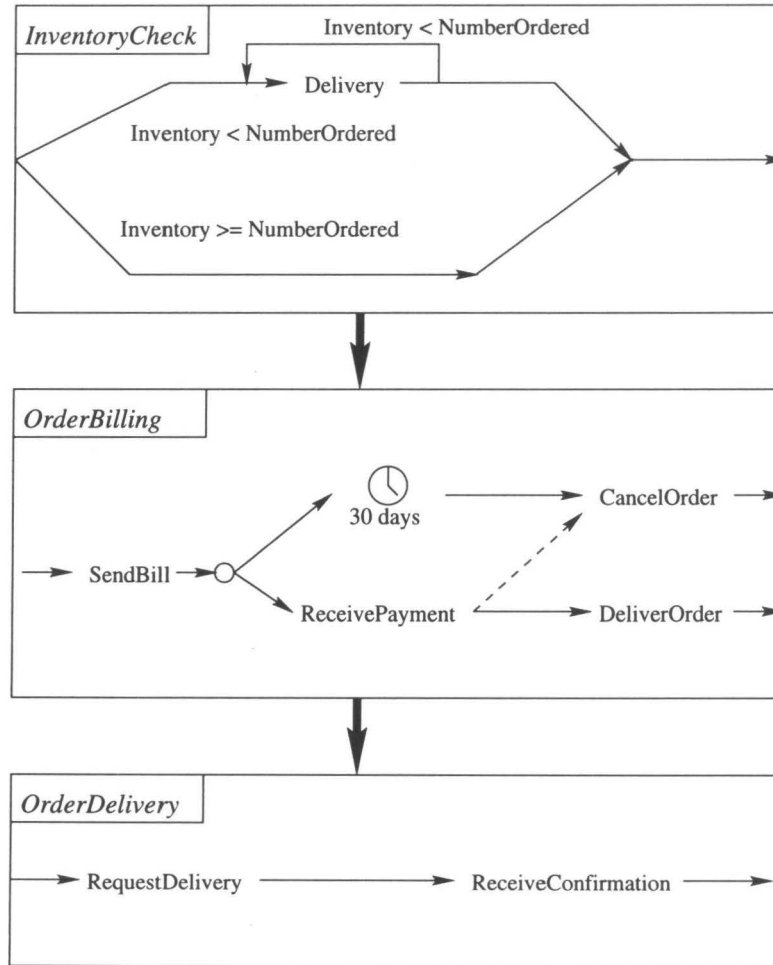 InventoryCheck
Inventory < NumberOrdered
Delivery
Inventory < NumberOrdered
Inventory >= NumberOrdered
OrderBilling
30 days
CancelOrder
SendBill
ReceivePayment
DeliverOrder
OrderDelivery
RequestDelivery
ReceiveConfirmation